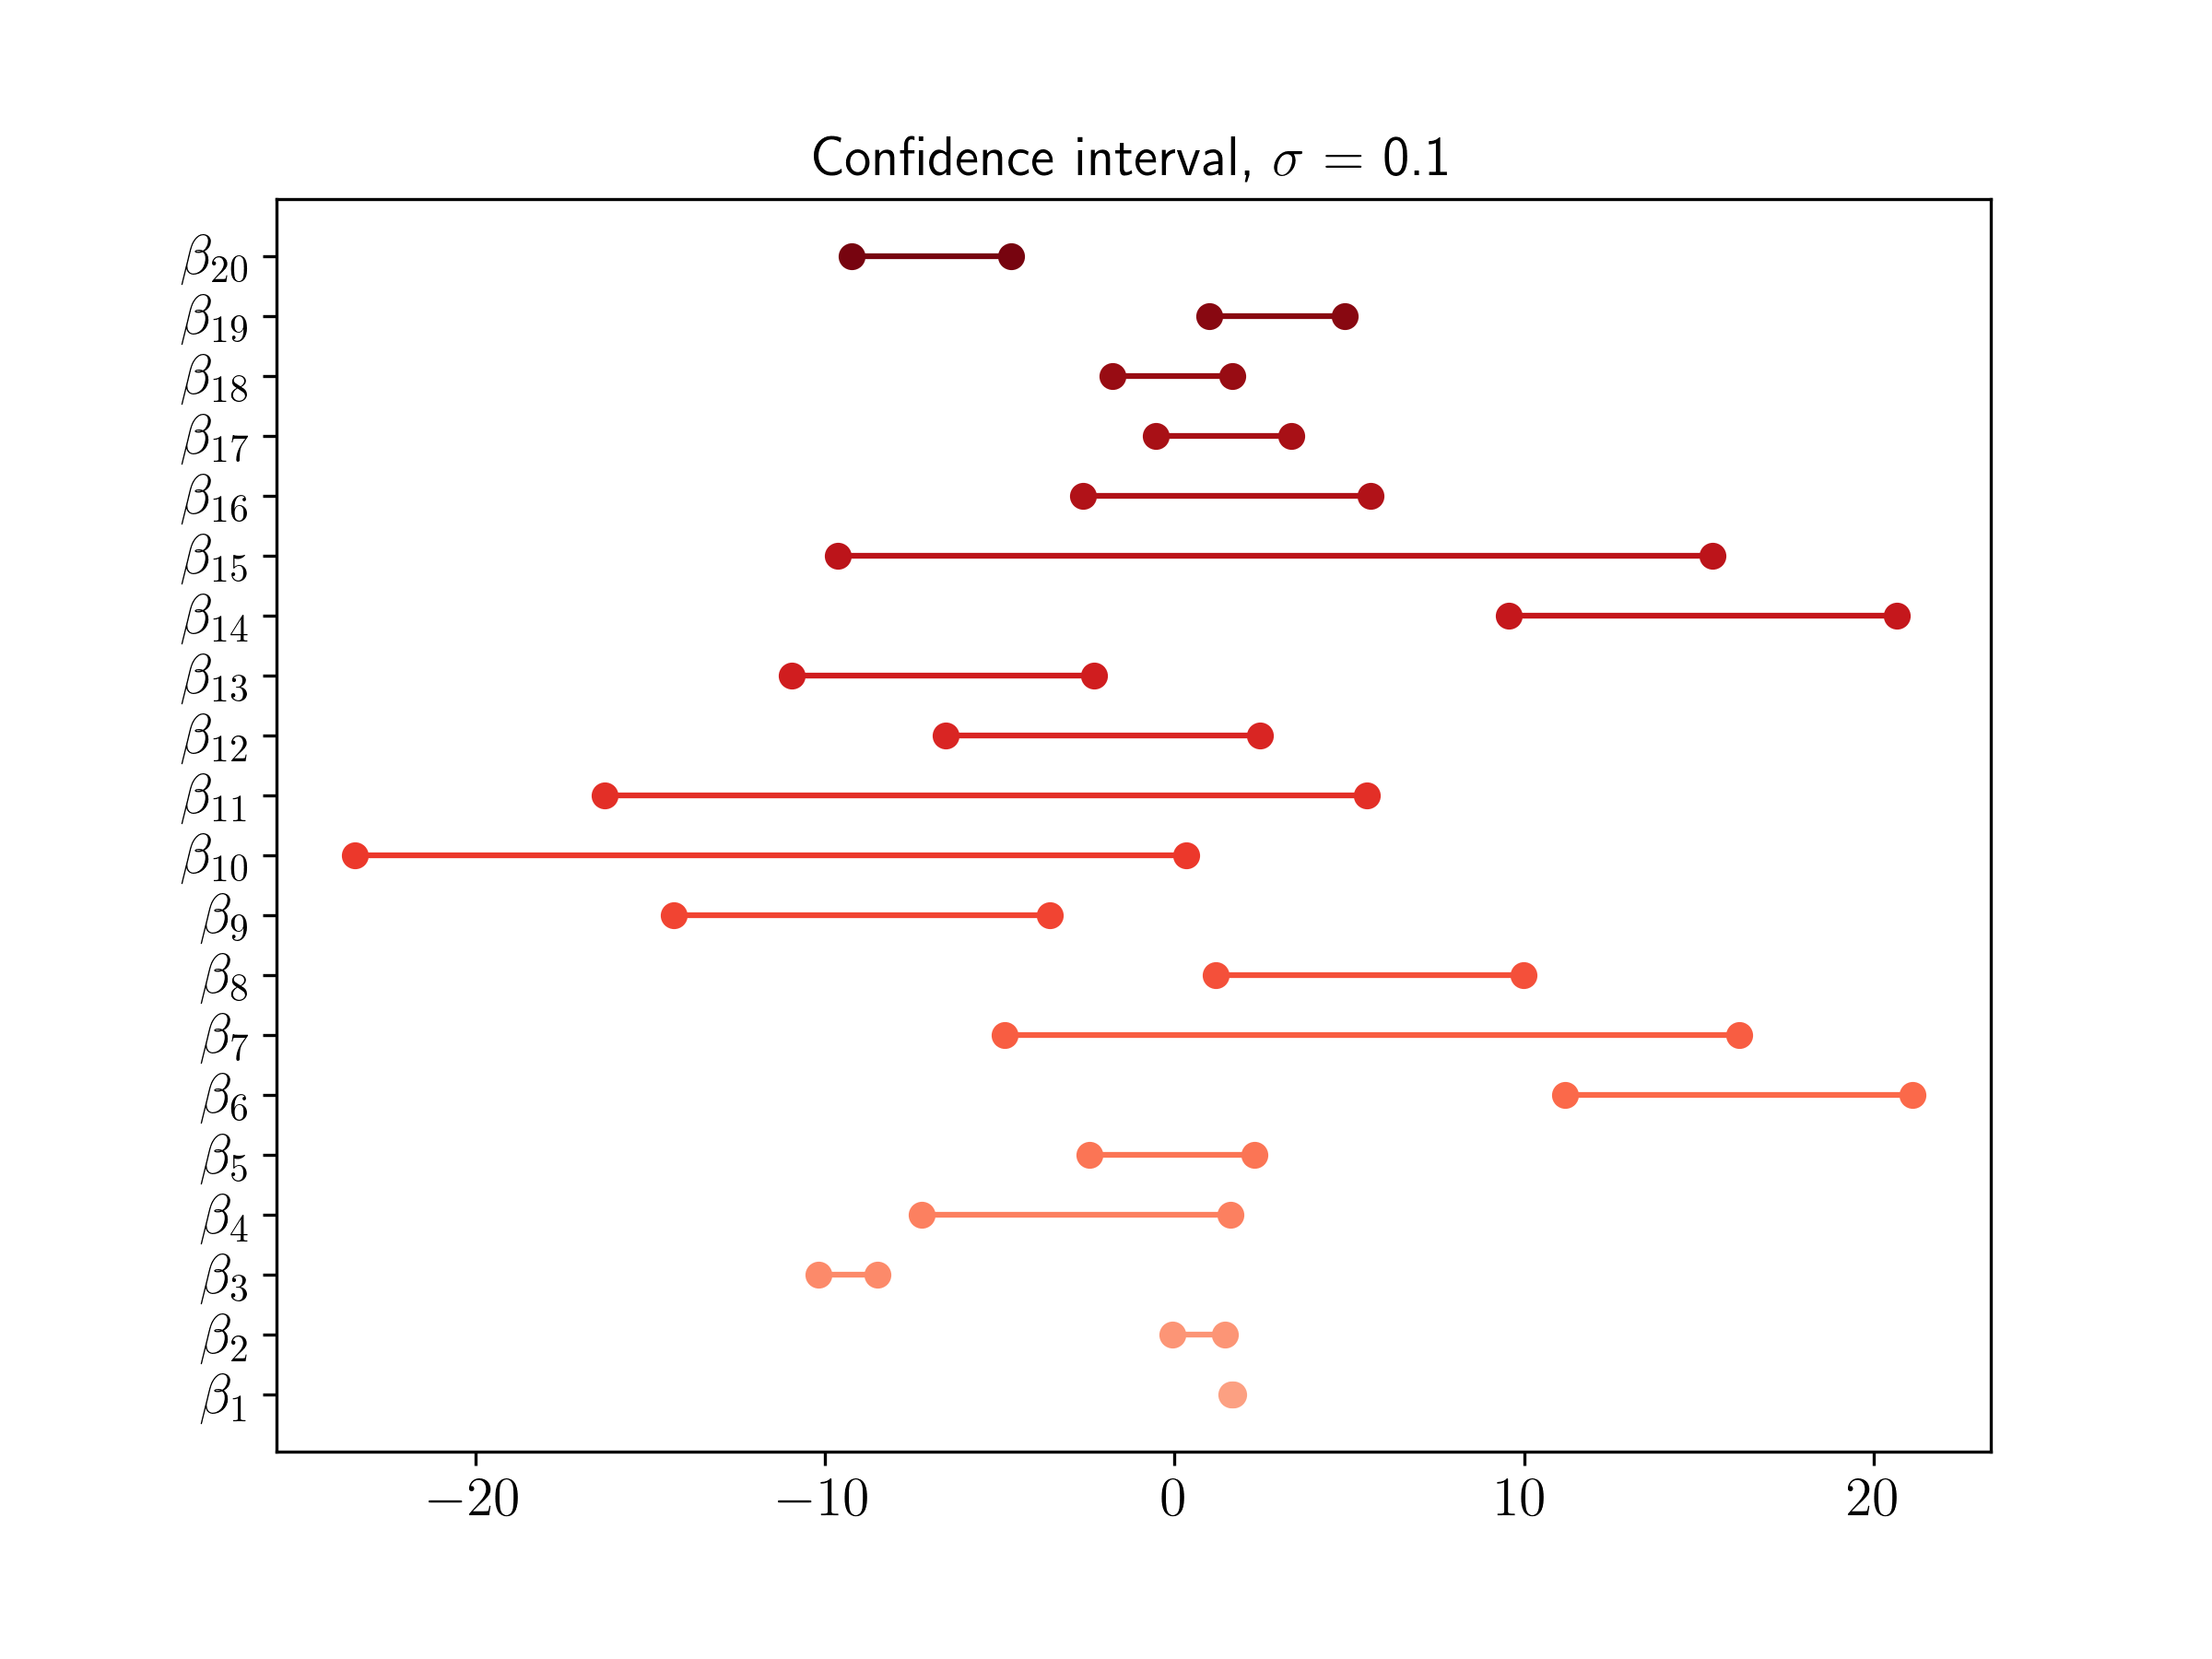 Confidence interval, σ = 0.1
β₂₀
β₁₉
β₁₈
β₁₇
β₁₆
β₁₅
β₁₄
β₁₃
β₁₂
β₁₁
β₁₀
β₉
β₈
β₇
β₆
β₅
β₄
β₃
β₂
β₁
−20 −10 0 10 20